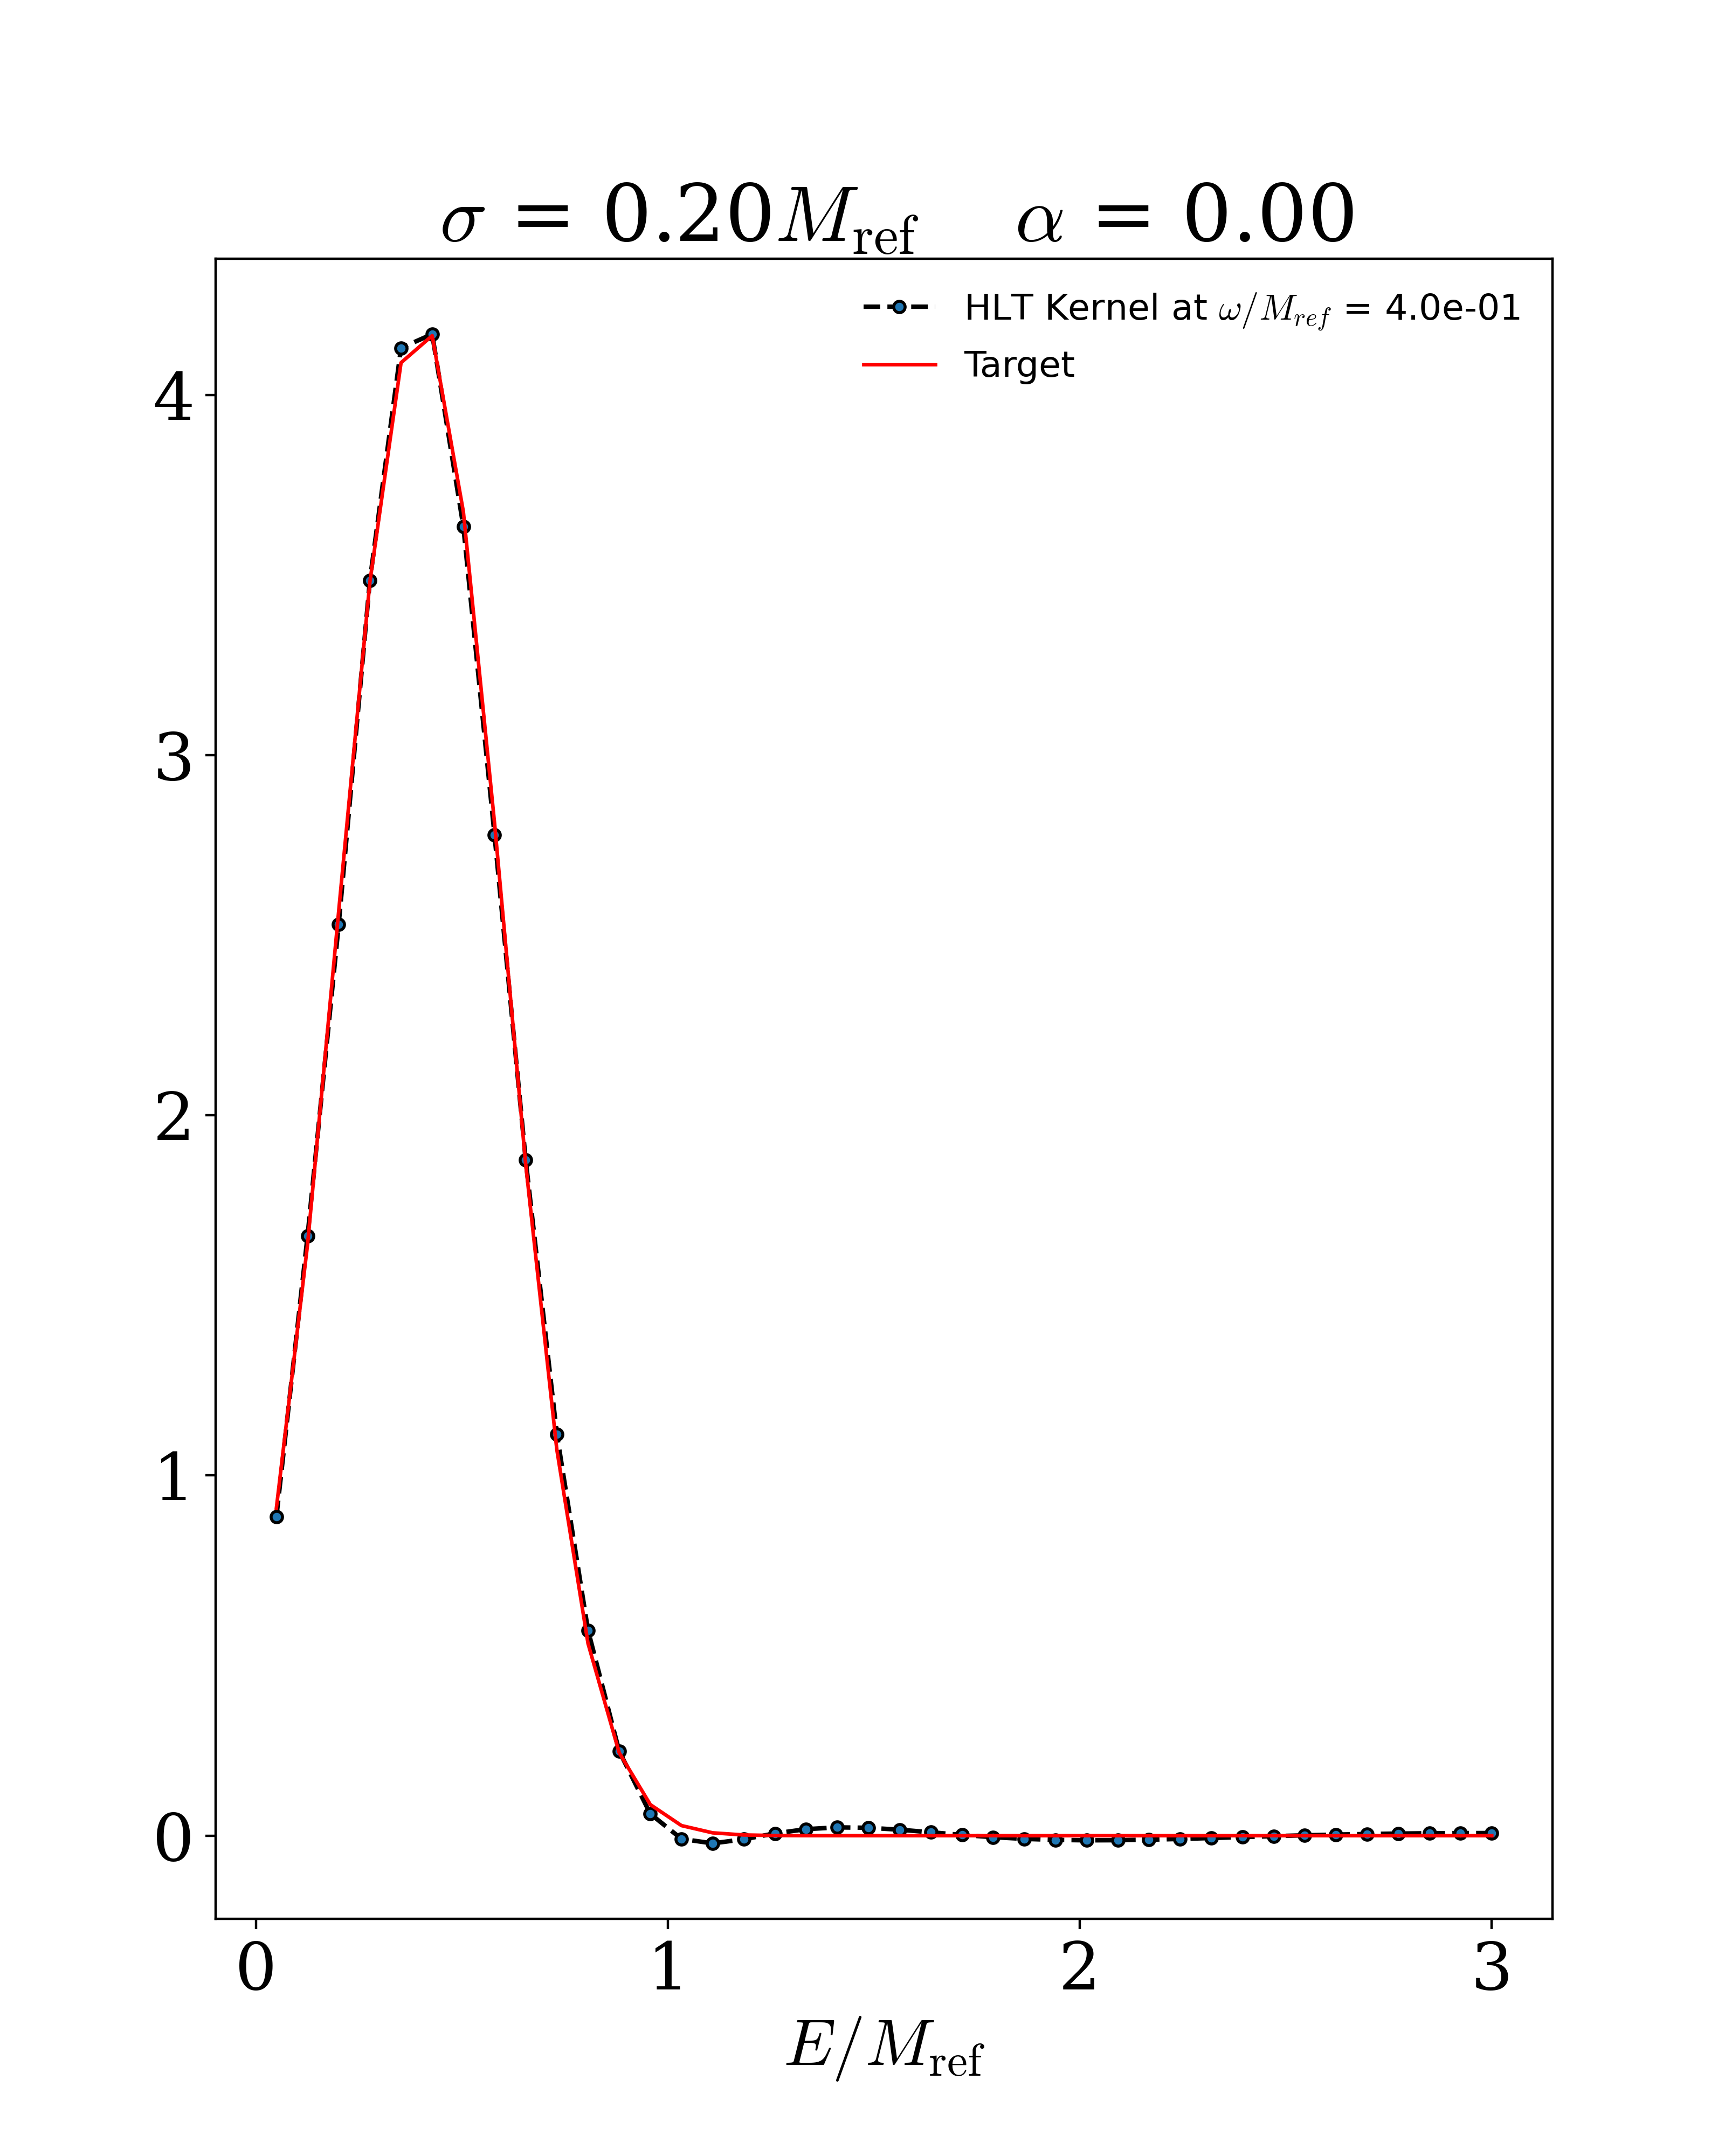 σ = 0.20M_ref α = 0.00
HLT Kernel at ω/M_ref = 4.0e-01
Target
4
3
2
1
0
0 1 2 3
E/M_ref